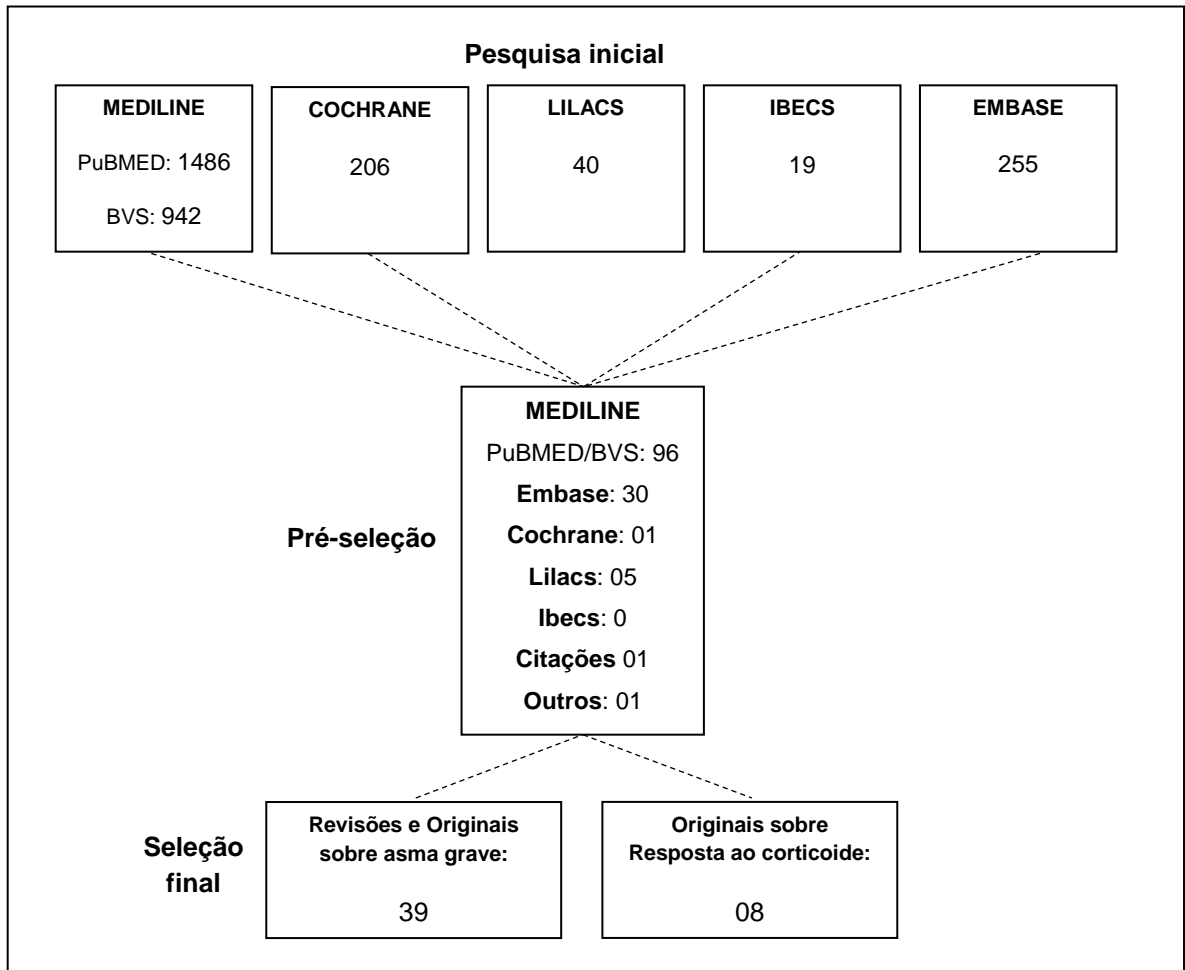 Pesquisa inicial
MEDILINE
PuBMED: 1486
BVS: 942
COCHRANE
206
LILACS
40
IBECS
19
EMBASE
255
Pré-seleção
MEDILINE
PuBMED/BVS: 96
Embase: 30
Cochrane: 01
Lilacs: 05
Ibecs: 0
Citações 01
Outros: 01
Seleção
final
Revisões e Originais
sobre asma grave:
39
Originais sobre
Resposta ao corticoide:
08